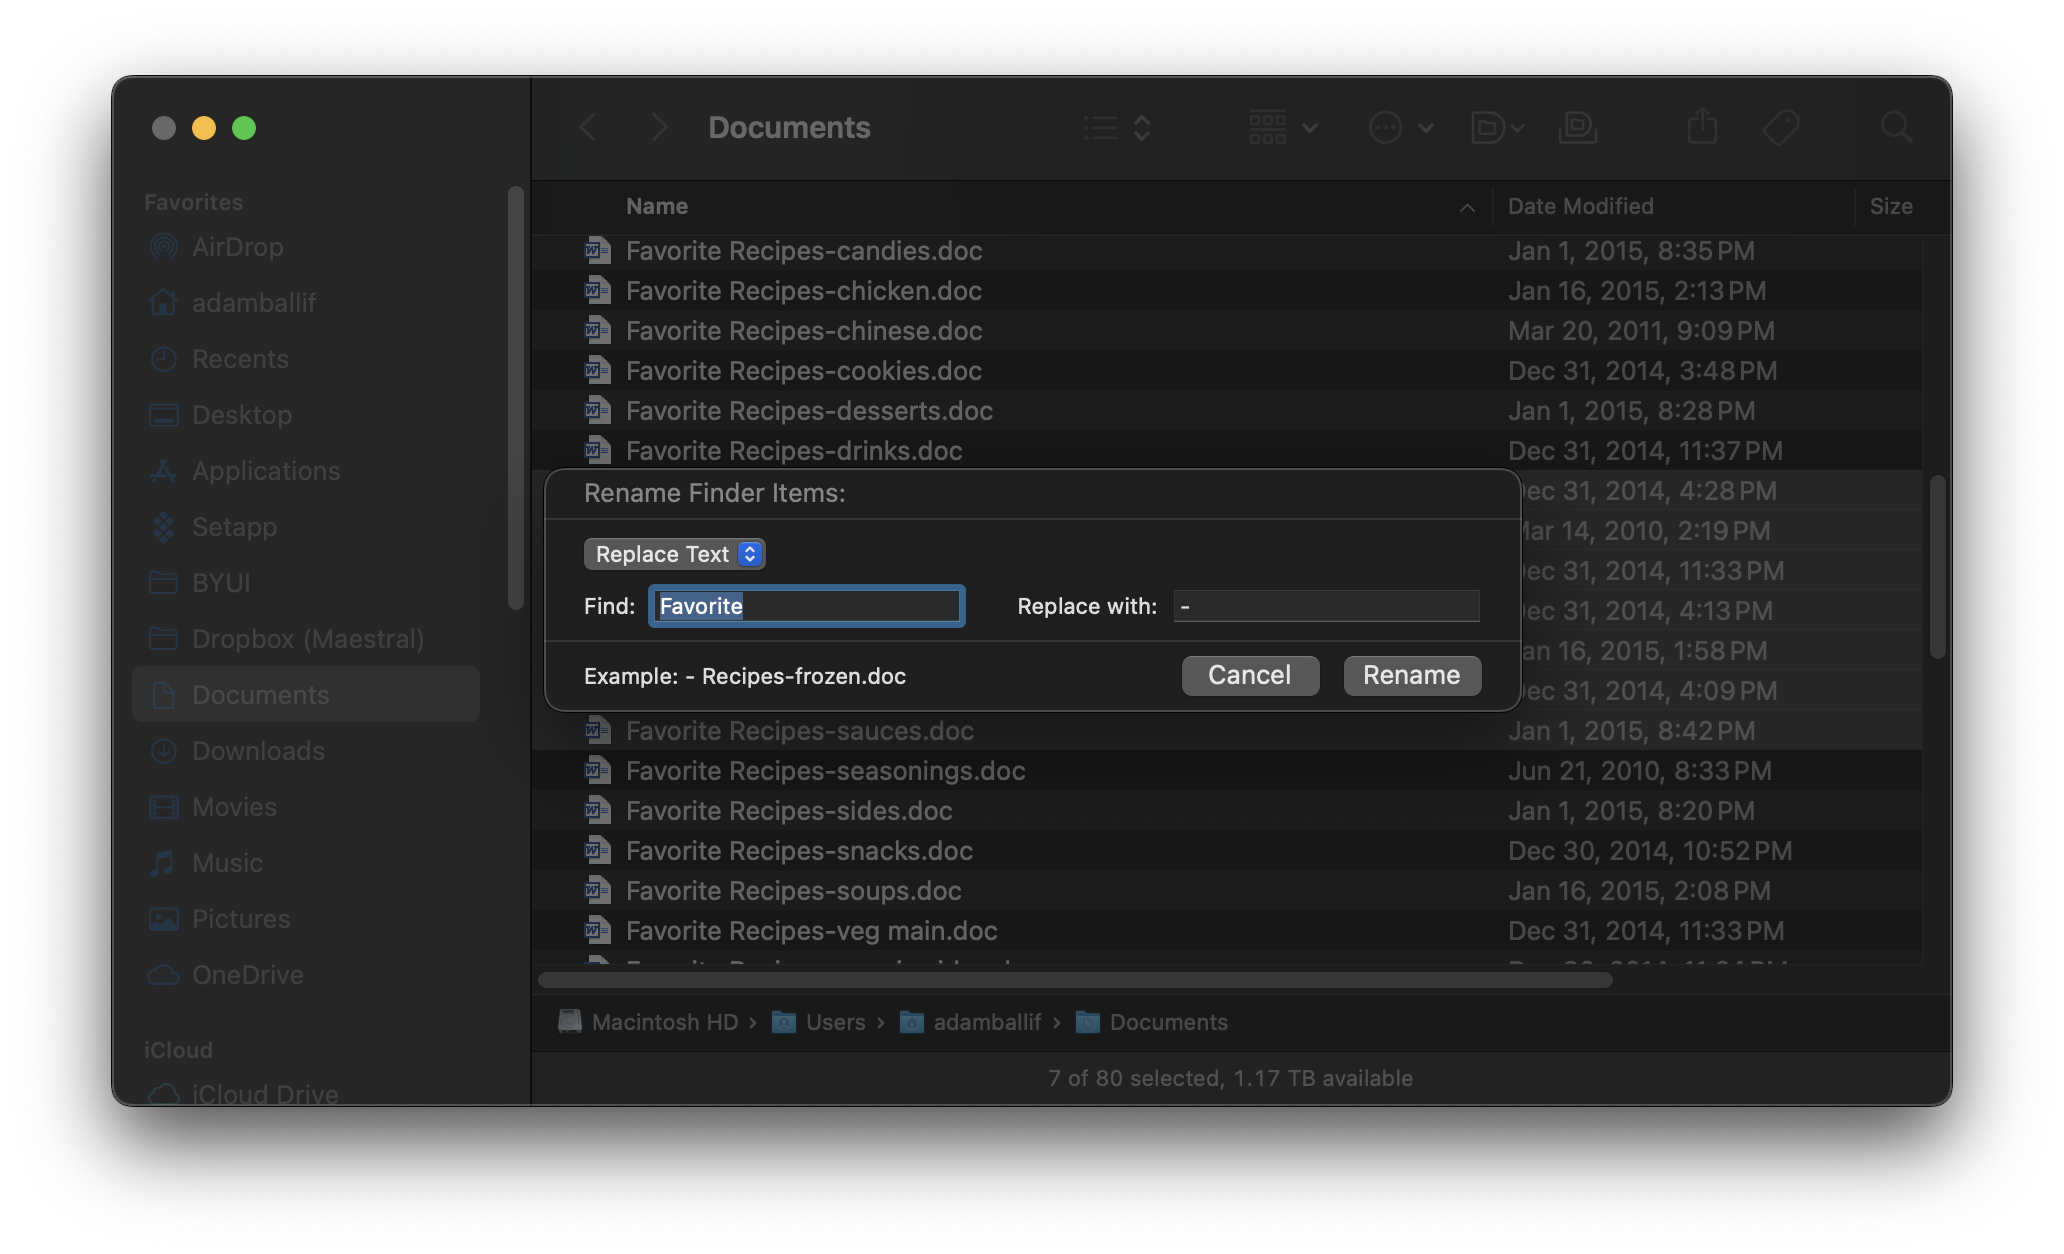 Documents
Favorites
AirDrop
adamballif
Recents
Desktop
Applications
Setapp
BYUI
Dropbox (Maestral)
Documents
Downloads
Movies
Music
Pictures
OneDrive
iCloud
iCloud Drive
Name Date Modified Size
Favorite Recipes-candies.doc Jan 1, 2015, 8:35 PM
Favorite Recipes-chicken.doc Jan 16, 2015, 2:13 PM
Favorite Recipes-chinese.doc Mar 20, 2011, 9:09 PM
Favorite Recipes-cookies.doc Dec 31, 2014, 3:48 PM
Favorite Recipes-desserts.doc Jan 1, 2015, 8:28 PM
Favorite Recipes-drinks.doc Dec 31, 2014, 11:37 PM
31, 2014, 4:28 PM
14, 2010, 2:19 PM
31, 2014, 11:33 PM
31, 2014, 4:13 PM
16, 2015, 1:58 PM
31, 2014, 4:09 PM
Rename Finder Items:
Replace Text
Find: Favorite Replace with: -
Example: - Recipes-frozen.doc Cancel Rename
Favorite Recipes-sauces.doc Jan 1, 2015, 8:42 PM
Favorite Recipes-seasonings.doc Jun 21, 2010, 8:33 PM
Favorite Recipes-sides.doc Jan 1, 2015, 8:20 PM
Favorite Recipes-snacks.doc Dec 30, 2014, 10:52 PM
Favorite Recipes-soups.doc Jan 16, 2015, 2:08 PM
Favorite Recipes-veg main.doc Dec 31, 2014, 11:33 PM
Macintosh HD › Users › adamballif › Documents
7 of 80 selected, 1.17 TB available